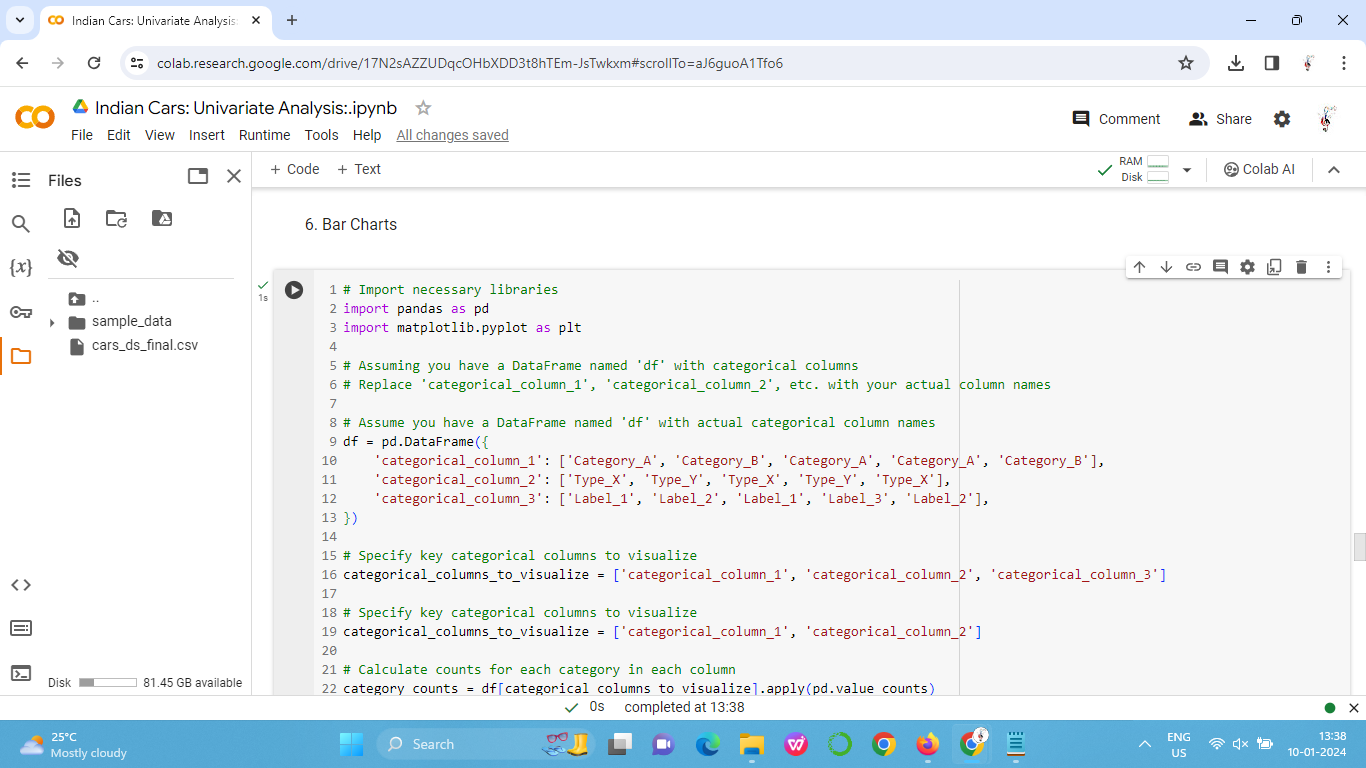 Indian Cars: Univariate Analysis
colab.research.google.com/drive/17N2sAZZUDqcOHbXDD3t8hTEm-JsTwkxm#scrollTo=aJ6guoA1Tfo6
Indian Cars: Univariate Analysis:.ipynb
File Edit View Insert Runtime Tools Help All changes saved
Comment Share
Files
+ Code + Text
RAM
Disk
Colab AI
6. Bar Charts
{x}
..
sample_data
cars_ds_final.csv
1s
1 # Import necessary libraries
2 import pandas as pd
3 import matplotlib.pyplot as plt
4
5 # Assuming you have a DataFrame named 'df' with categorical columns
6 # Replace 'categorical_column_1', 'categorical_column_2', etc. with your actual column names
7
8 # Assume you have a DataFrame named 'df' with actual categorical column names
9 df = pd.DataFrame({
10     'categorical_column_1': ['Category_A', 'Category_B', 'Category_A', 'Category_A', 'Category_B'],
11     'categorical_column_2': ['Type_X', 'Type_Y', 'Type_X', 'Type_Y', 'Type_X'],
12     'categorical_column_3': ['Label_1', 'Label_2', 'Label_1', 'Label_3', 'Label_2'],
13 })
14
15 # Specify key categorical columns to visualize
16 categorical_columns_to_visualize = ['categorical_column_1', 'categorical_column_2', 'categorical_column_3']
17
18 # Specify key categorical columns to visualize
19 categorical_columns_to_visualize = ['categorical_column_1', 'categorical_column_2']
20
21 # Calculate counts for each category in each column
22 category_counts = df[categorical_columns_to_visualize].apply(pd.value_counts)
Disk 81.45 GB available
0s completed at 13:38
25°C
Mostly cloudy
Search
ENG
US
13:38
10-01-2024